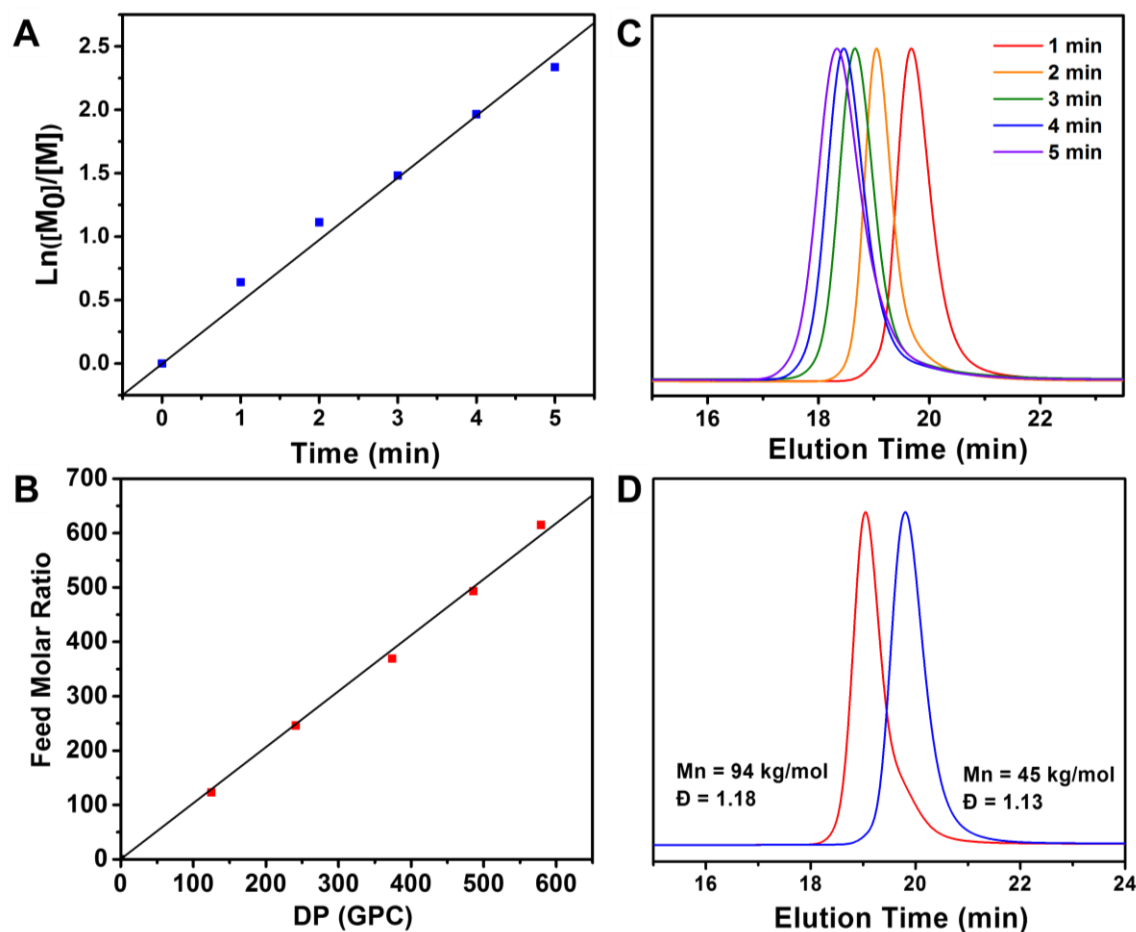 A
2.5
2.0
1.5
1.0
0.5
0.0
Ln([M0]/[M])
0 1 2 3 4 5
Time (min)
C
1 min
2 min
3 min
4 min
5 min
16 18 20 22
Elution Time (min)
B
700
600
500
400
300
200
100
0
Feed Molar Ratio
0 100 200 300 400 500 600
DP (GPC)
D
Mn = 94 kg/mol
Đ = 1.18
Mn = 45 kg/mol
Đ = 1.13
16 18 20 22 24
Elution Time (min)